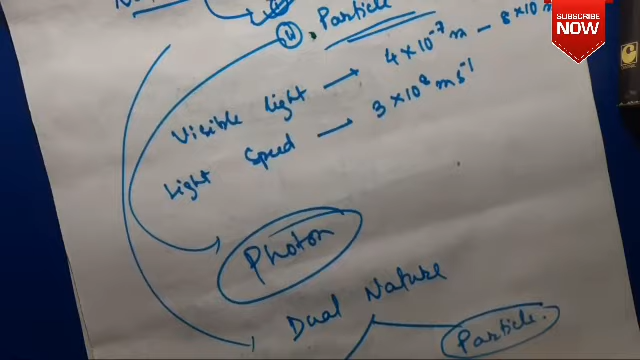 SUBSCRIBE
NOW
Particle
Visible light → 4×10⁻⁷ m – 8×10
Light Speed → 3×10⁸ ms⁻¹
Photon
Dual Nature
Particle.